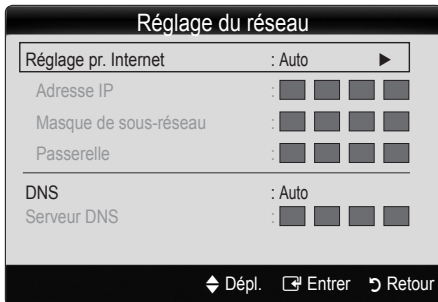 Réglage du réseau
Réglage pr. Internet : Auto ▶
Adresse IP :
Masque de sous-réseau :
Passerelle :
DNS : Auto
Serveur DNS :
Dépl. Entrer Retour